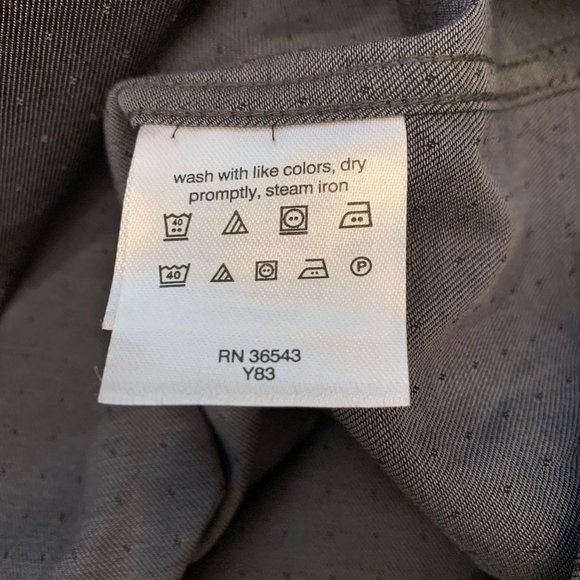 wash with like colors, dry
promptly, steam iron
40
40 P
RN 36543
Y83